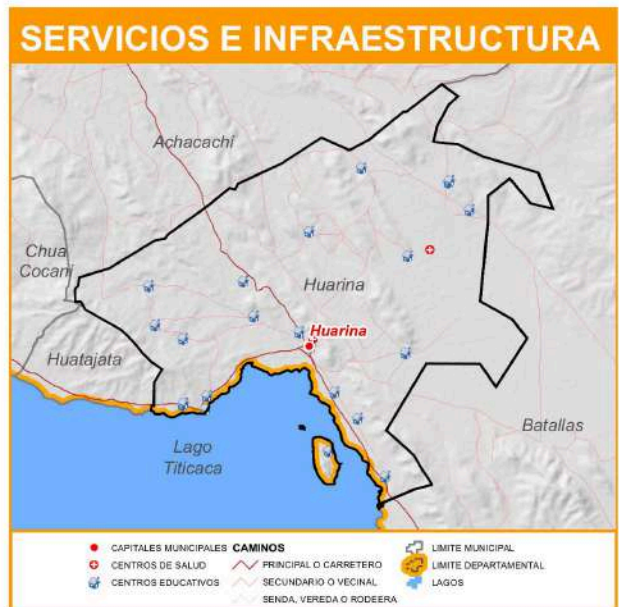 SERVICIOS E INFRAESTRUCTURA
Achacachi
Chua
Cocani
Huarina
Huarina
Huatajata
Batallas
Lago
Titicaca
CAPITALES MUNICIPALES
CENTROS DE SALUD
CENTROS EDUCATIVOS
CAMINOS
PRINCIPAL O CARRETERO
SECUNDARIO O VECINAL
SENDA, VEREDA O RODEERA
LIMITE MUNICIPAL
LIMITE DEPARTAMENTAL
LAGOS